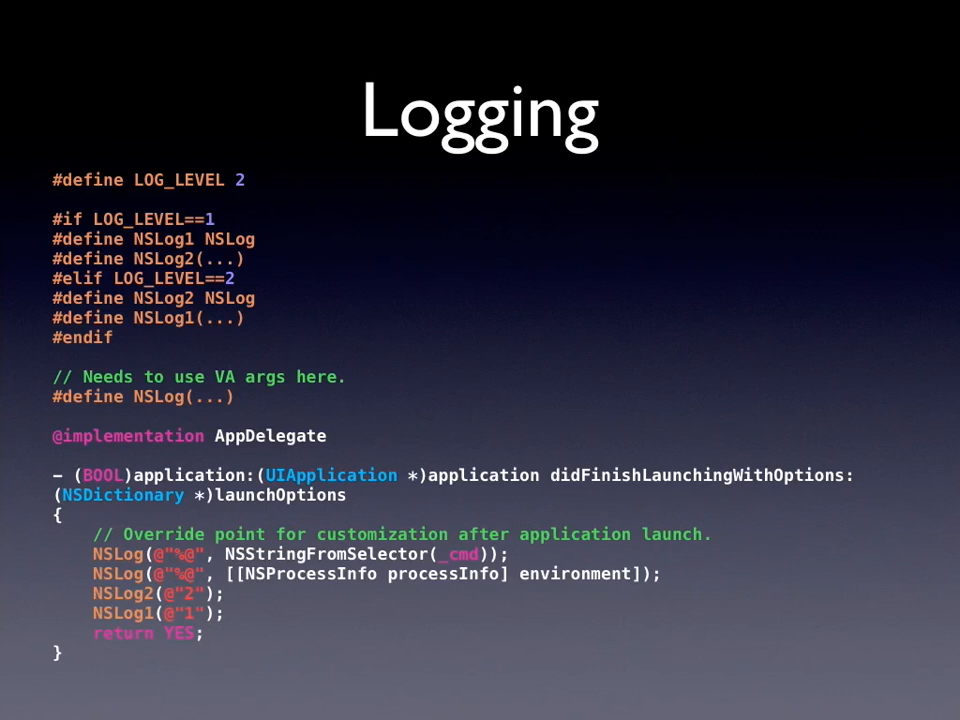 Logging
#define LOG_LEVEL 2
#if LOG_LEVEL==1
#define NSLog1 NSLog
#define NSLog2(...)
#elif LOG_LEVEL==2
#define NSLog2 NSLog
#define NSLog1(...)
#endif
// Needs to use VA args here.
#define NSLog(...)
@implementation AppDelegate
– (BOOL)application:(UIApplication *)application didFinishLaunchingWithOptions:
(NSDictionary *)launchOptions
{
    // Override point for customization after application launch.
    NSLog(@"%@", NSStringFromSelector(_cmd));
    NSLog(@"%@", [[NSProcessInfo processInfo] environment]);
    NSLog2(@"2");
    NSLog1(@"1");
    return YES;
}